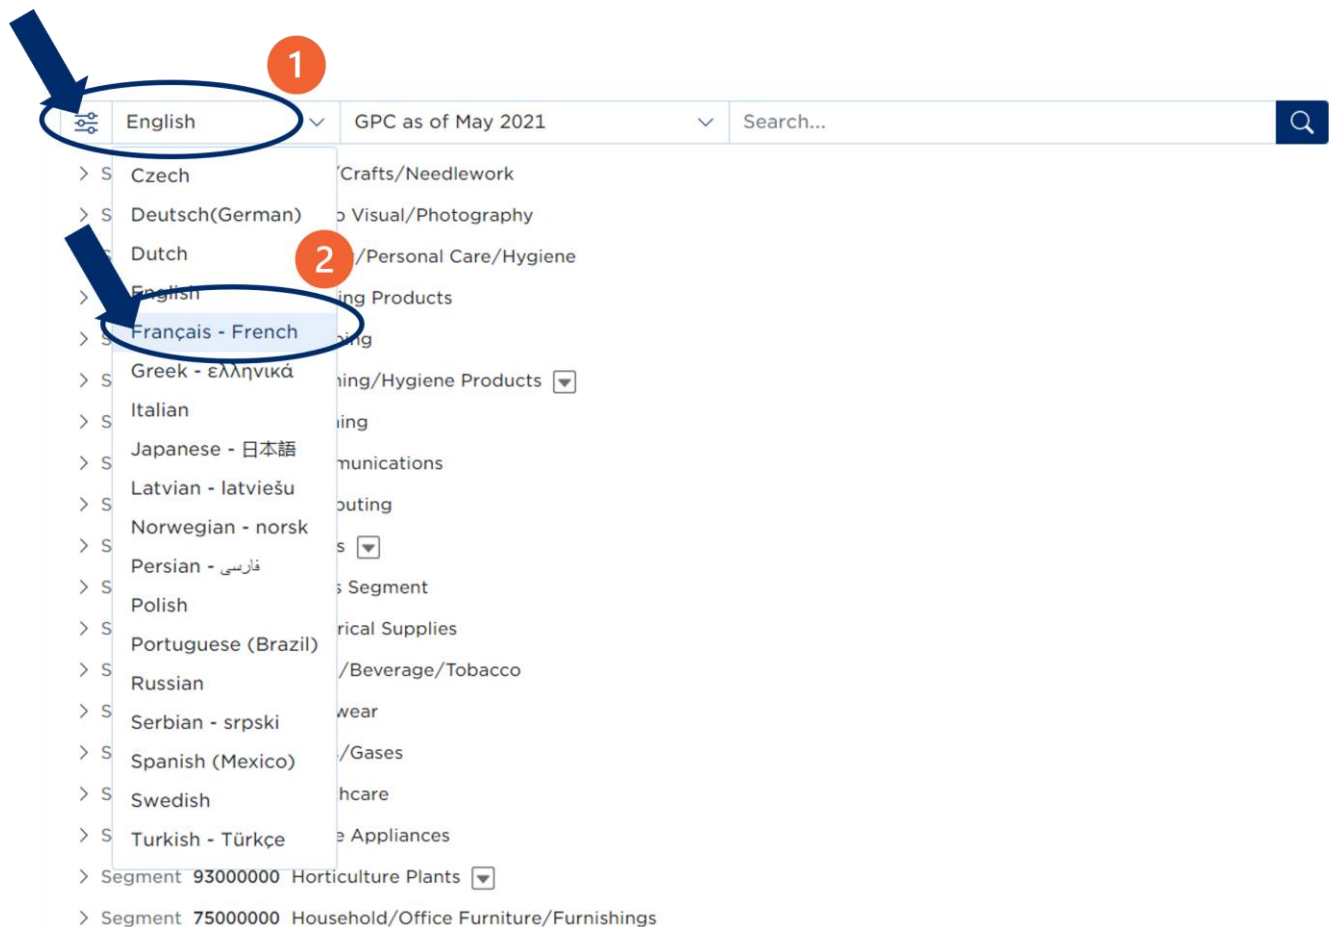 1
English GPC as of May 2021 Search...
S Czech /Crafts/Needlework
S Deutsch(German) o Visual/Photography
2
S Dutch /Personal Care/Hygiene
English ing Products
S Français - French
Greek - ελληνικά
S ning/Hygiene Products
Italian
S
Japanese - 日本語
S munications
Latvian - latviešu
S puting
Norwegian - norsk
S s
Persian - فارسی
S s Segment
Polish
S rical Supplies
Portuguese (Brazil)
S /Beverage/Tobacco
Russian
S wear
Serbian - srpski
S /Gases
Spanish (Mexico)
S hcare
Swedish
S e Appliances
Turkish - Türkçe
Segment 93000000 Horticulture Plants
Segment 75000000 Household/Office Furniture/Furnishings